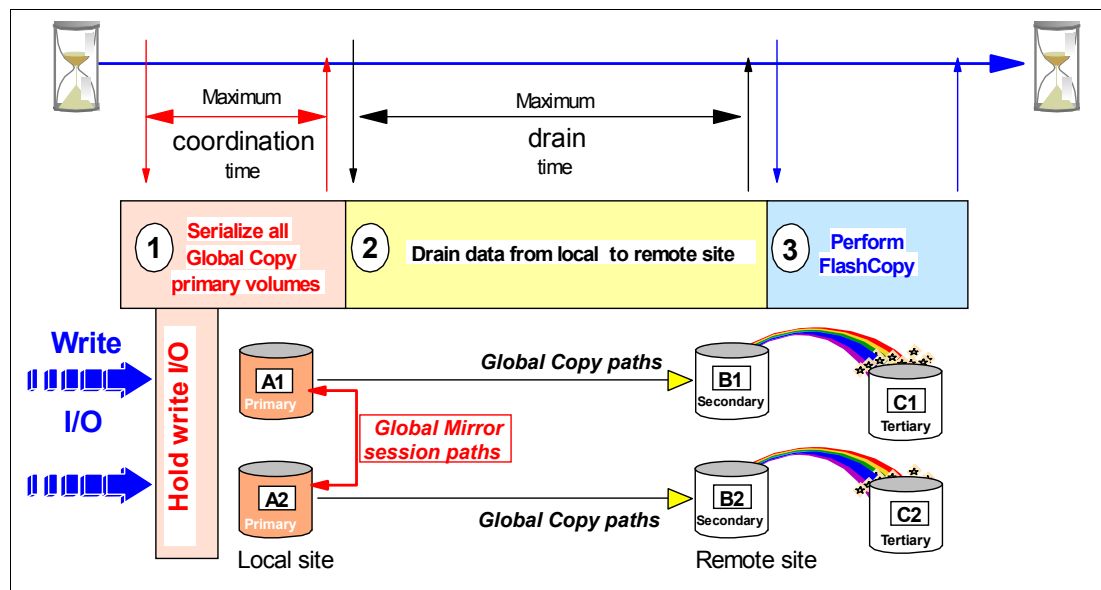 Maximum
coordination
time
Maximum
drain
time
1
Serialize all
Global Copy
primary volumes
2
Drain data from local to remote site
3
Perform
FlashCopy
Write
I/O
Hold write I/O
A1
Primary
Global Copy paths
B1
Secondary
C1
Tertiary
Global Mirror
session paths
A2
Primary
Global Copy paths
B2
Secondary
C2
Tertiary
Local site
Remote site